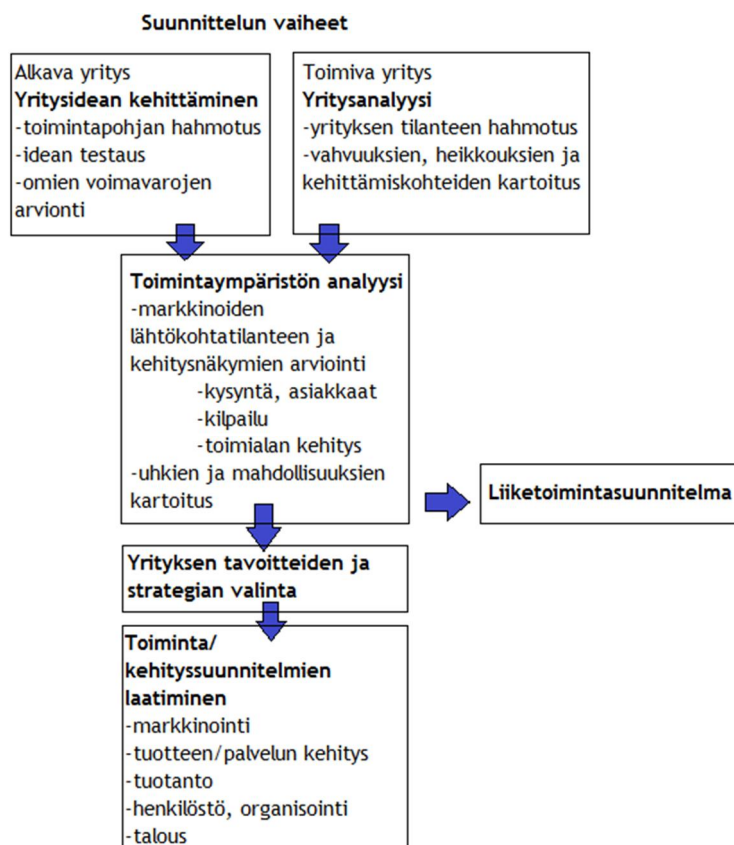 Suunnittelun vaiheet
Alkava yritys
Yritysidean kehittäminen
-toimintapohjan hahmotus
-idean testaus
-omien voimavarojen
arvionti
Toimiva yritys
Yritysanalyysi
-yrityksen tilanteen hahmotus
-vahvuuksien, heikkouksien ja
kehittämiskohteiden kartoitus
Toimintaympäristön analyysi
-markkinoiden
lähtökohtatilanteen ja
kehitysnäkymien arviointi
-kysyntä, asiakkaat
-kilpailu
-toimialan kehitys
-uhkien ja mahdollisuuksien
kartoitus
Liiketoimintasuunnitelma
Yrityksen tavoitteiden ja
strategian valinta
Toiminta/
kehityssuunnitelmien
laatiminen
-markkinointi
-tuotteen/palvelun kehitys
-tuotanto
-henkilöstö, organisointi
-talous